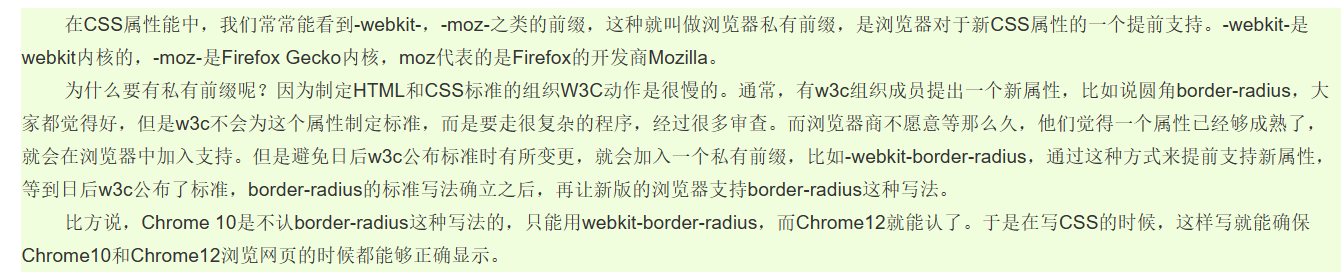 在CSS属性能中，我们常常能看到-webkit-，-moz-之类的前缀，这种就叫做浏览器私有前缀，是浏览器对于新CSS属性的一个提前支持。-webkit-是
webkit内核的，-moz-是Firefox Gecko内核，moz代表的是Firefox的开发商Mozilla。
为什么要有私有前缀呢？因为制定HTML和CSS标准的组织W3C动作是很慢的。通常，有w3c组织成员提出一个新属性，比如说圆角border-radius，大
家都觉得好，但是w3c不会为这个属性制定标准，而是要走很复杂的程序，经过很多审查。而浏览器商不愿意等那么久，他们觉得一个属性已经够成熟了，
就会在浏览器中加入支持。但是避免日后w3c公布标准时有所变更，就会加入一个私有前缀，比如-webkit-border-radius，通过这种方式来提前支持新属性，
等到日后w3c公布了标准，border-radius的标准写法确立之后，再让新版的浏览器支持border-radius这种写法。
比方说，Chrome 10是不认border-radius这种写法的，只能用webkit-border-radius，而Chrome12就能认了。于是在写CSS的时候，这样写就能确保
Chrome10和Chrome12浏览网页的时候都能够正确显示。